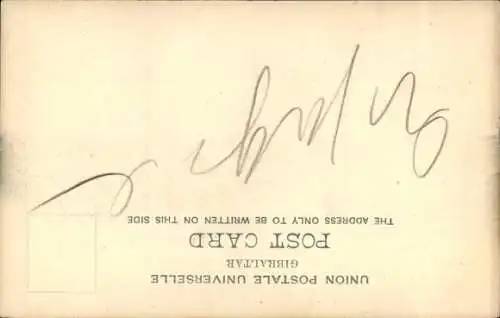 UNION POSTALE UNIVERSELLE
GIBRALTAR
POST CARD
THE ADDRESS ONLY TO BE WRITTEN ON THIS SIDE